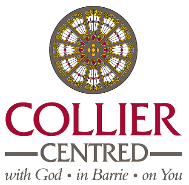 COLLIER
CENTRED
with God • in Barrie • on You